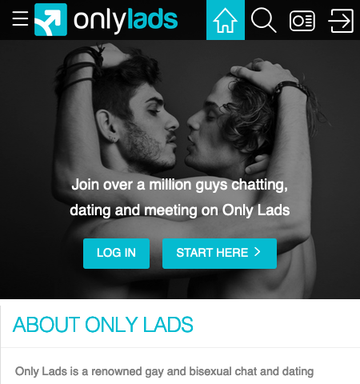 onlylads
Join over a million guys chatting,
dating and meeting on Only Lads
LOG IN
START HERE
ABOUT ONLY LADS
Only Lads is a renowned gay and bisexual chat and dating